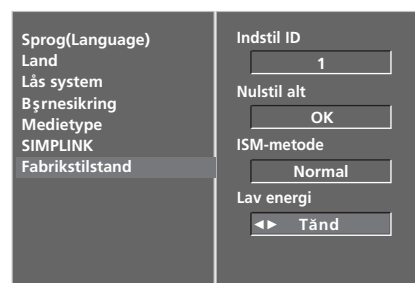 Sprog(Language)
Land
Lås system
Bşrnesikring
Medietype
SIMPLINK
Fabrikstilstand
Indstil ID
1
Nulstil alt
OK
ISM-metode
Normal
Lav energi
◄► Tănd